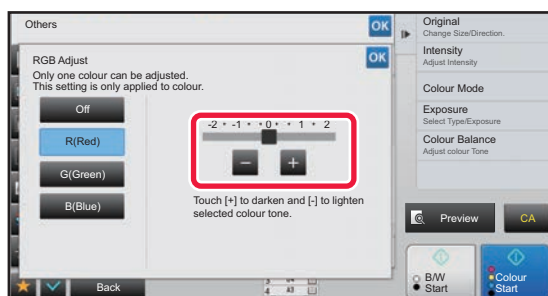 Others
OK
RGB Adjust
OK
Only one colour can be adjusted.
This setting is only applied to colour.
Off
R(Red)
G(Green)
B(Blue)
-2 • -1 • • 0 • • 1 • 2
− +
Touch [+] to darken and [-] to lighten
selected colour tone.
Back
4 A3
Original
Change Size/Direction.
Intensity
Adjust Intensity
Colour Mode
Exposure
Select Type/Exposure
Colour Balance
Adjust colour Tone
Preview
CA
B/W
Start
Colour
Start